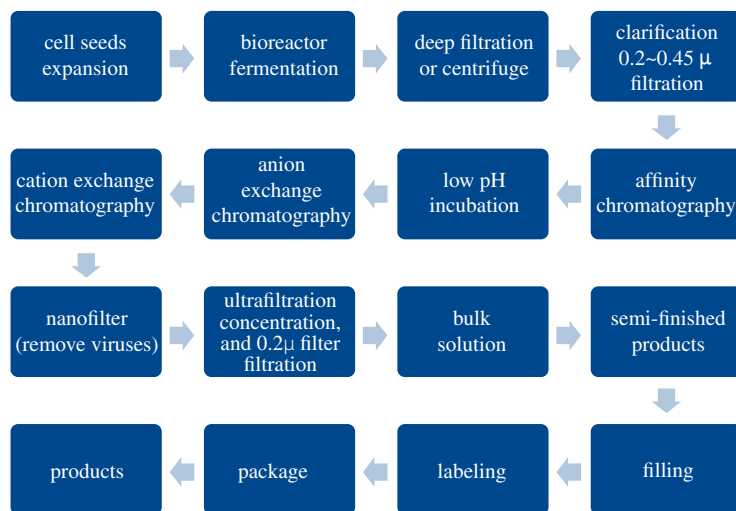 cell seeds
expansion
bioreactor
fermentation
deep filtration
or centrifuge
clarification
0.2~0.45 μ
filtration
affinity
chromatography
low pH
incubation
anion
exchange
chromatography
cation exchange
chromatography
nanofilter
(remove viruses)
ultrafiltration
concentration,
and 0.2μ filter
filtration
bulk
solution
semi-finished
products
filling
labeling
package
products